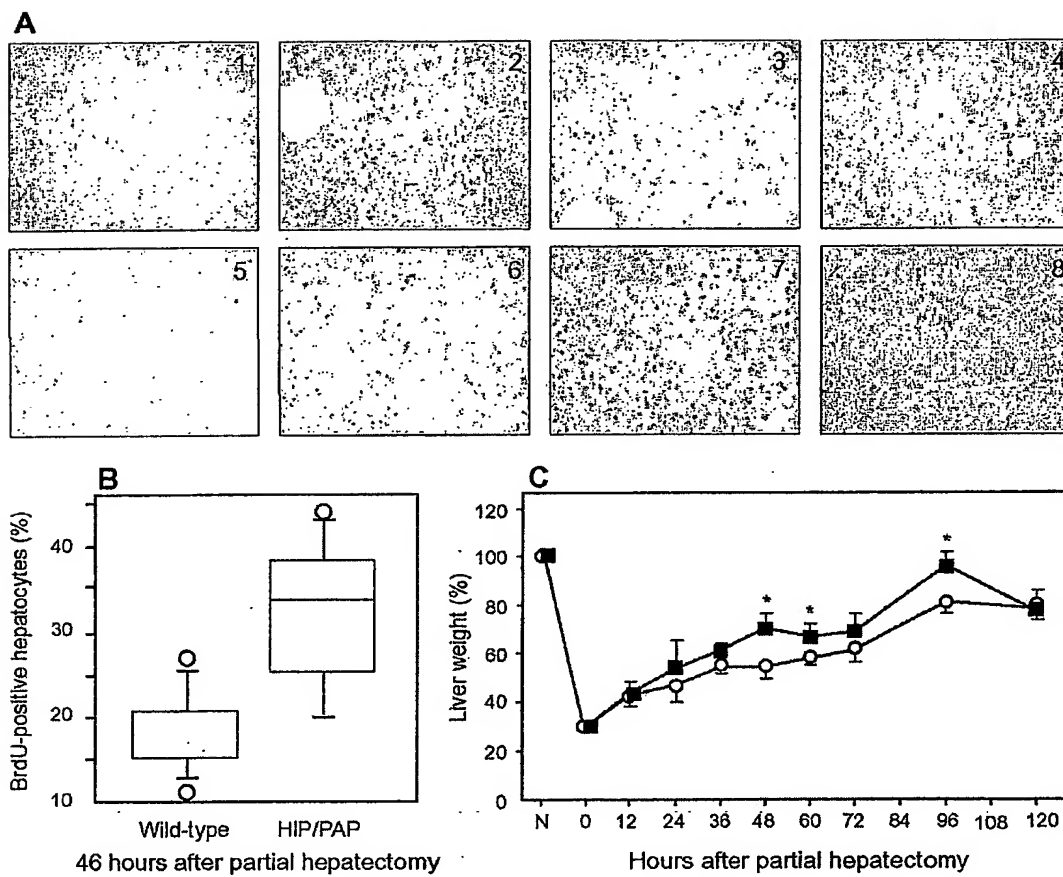 A
1 2 3 4
5 6 7 8
B
BrdU-positive hepatocytes (%)
40
30
20
10
Wild-type HIP/PAP
46 hours after partial hepatectomy
C
Liver weight (%)
120
100
80
60
40
20
0
* * *
N 0 12 24 36 48 60 72 84 96 108 120
Hours after partial hepatectomy